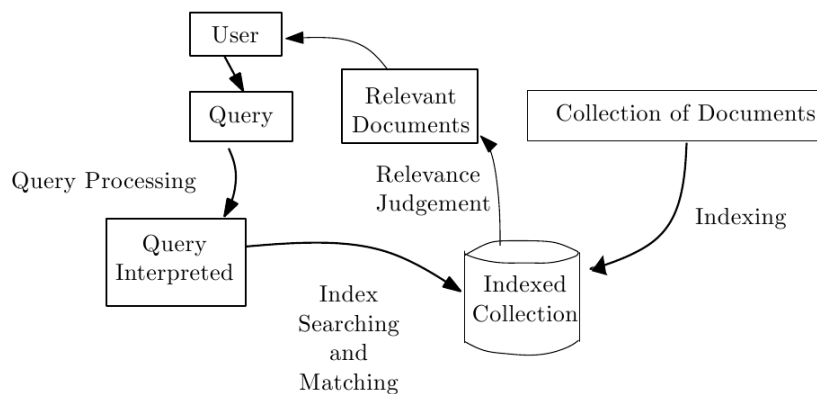 User
Query
Query Processing
Query
Interpreted
Relevant
Documents
Collection of Documents
Relevance
Judgement
Indexing
Indexed
Collection
Index
Searching
and
Matching